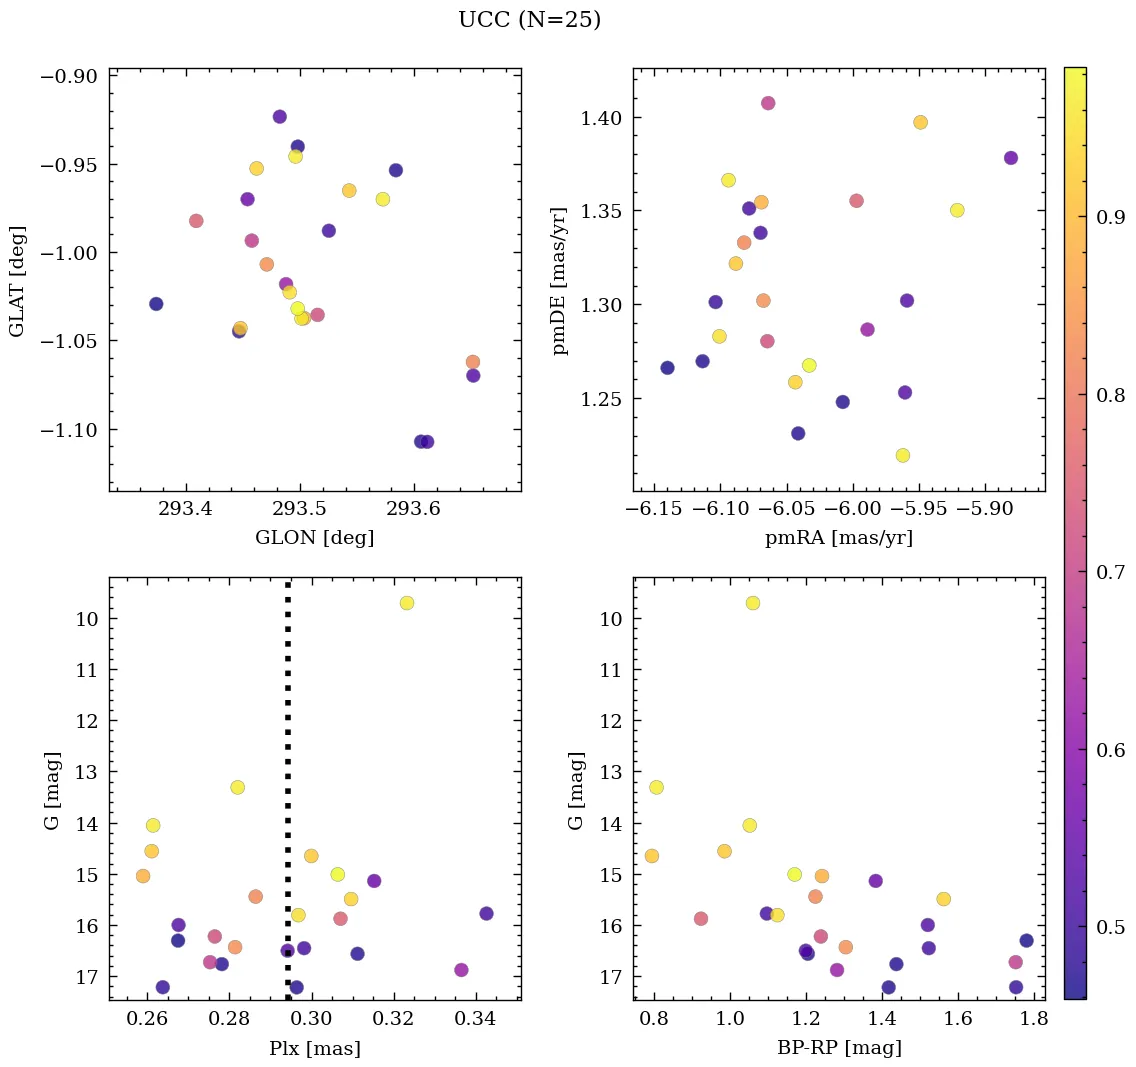 UCC (N=25)
−0.90
−0.95
−1.00
−1.05
−1.10
GLAT [deg]
293.4 293.5 293.6
GLON [deg]
1.40
1.35
1.30
1.25
pmDE [mas/yr]
−6.15 −6.10 −6.05 −6.00 −5.95 −5.90
pmRA [mas/yr]
10
11
12
13
14
15
16
17
G [mag]
0.26 0.28 0.30 0.32 0.34
Plx [mas]
10
11
12
13
14
15
16
17
G [mag]
0.8 1.0 1.2 1.4 1.6 1.8
BP-RP [mag]
0.9
0.8
0.7
0.6
0.5